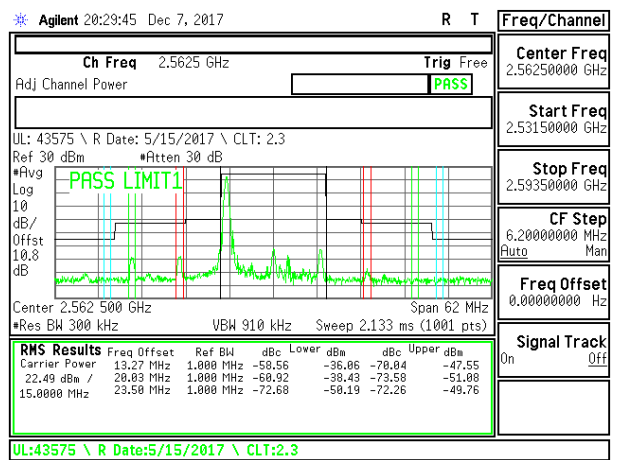 Agilent 20:29:45 Dec 7, 2017 R T
Freq/Channel
Ch Freq 2.5625 GHz Trig Free
Adj Channel Power PASS
Center Freq
2.56250000 GHz
Start Freq
2.53150000 GHz
Stop Freq
2.59350000 GHz
CF Step
6.20000000 MHz
Auto Man
Freq Offset
0.00000000 Hz
Signal Track
On Off
UL: 43575 \ R Date: 5/15/2017 \ CLT: 2.3
Ref 30 dBm #Atten 30 dB
#Avg
Log
10
dB/
Offst
10.8
dB
PASS LIMIT1
Center 2.562 500 GHz Span 62 MHz
#Res BW 300 kHz VBW 910 kHz Sweep 2.133 ms (1001 pts)
RMS Results Freq Offset Ref BW dBc Lower dBm dBc Upper dBm
Carrier Power 13.27 MHz 1.000 MHz -58.56 -36.06 -70.04 -47.55
22.49 dBm / 20.03 MHz 1.000 MHz -60.92 -38.43 -73.58 -51.08
15.0000 MHz 23.50 MHz 1.000 MHz -72.68 -50.19 -72.26 -49.76
UL:43575 \ R Date:5/15/2017 \ CLT:2.3